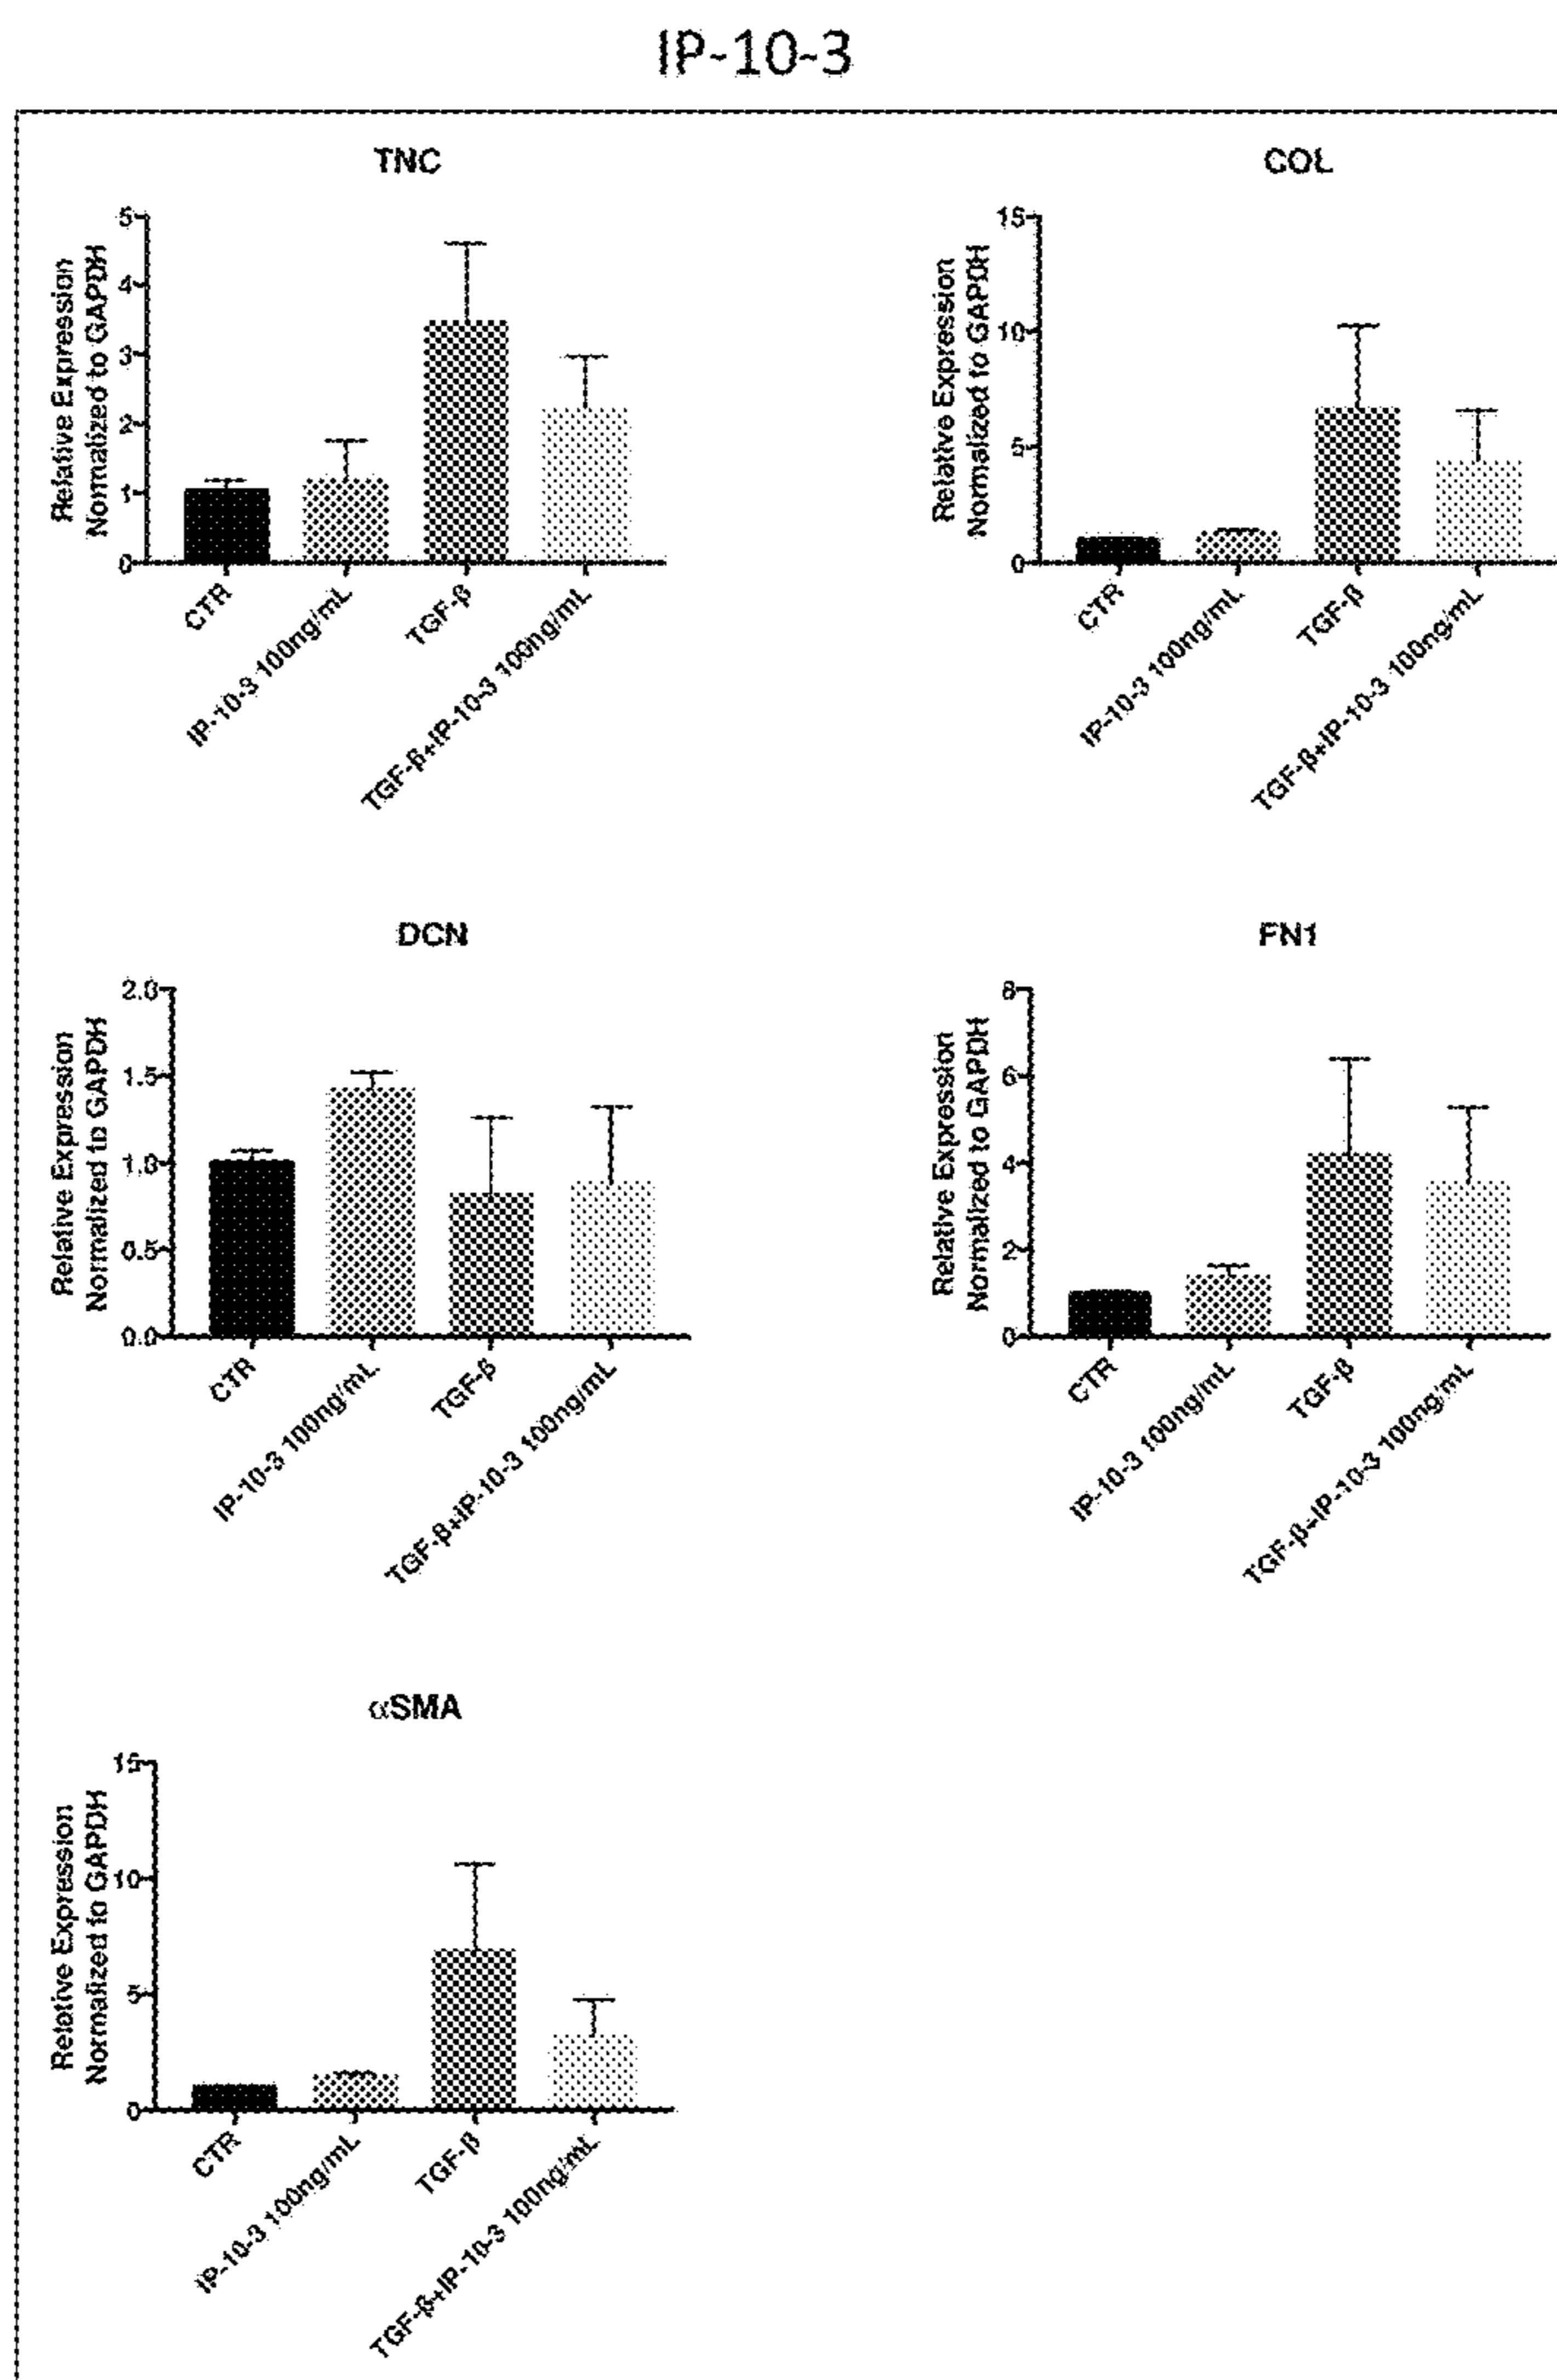 IP-10-3
TNC
Relative Expression
Normalized to GAPDH
5
4
3
2
1
0
CTR
IP-10-3 100ng/mL
TGF-β
TGF-β+IP-10-3 100ng/mL
COL
Relative Expression
Normalized to GAPDH
15
10
5
0
CTR
IP-10-3 100ng/mL
TGF-β
TGF-β+IP-10-3 100ng/mL
DCN
Relative Expression
Normalized to GAPDH
2.0
1.5
1.0
0.5
0.0
CTR
IP-10-3 100ng/mL
TGF-β
TGF-β+IP-10-3 100ng/mL
FN1
Relative Expression
Normalized to GAPDH
8
6
4
2
0
CTR
IP-10-3 100ng/mL
TGF-β
TGF-β+IP-10-3 100ng/mL
αSMA
Relative Expression
Normalized to GAPDH
15
10
5
0
CTR
IP-10-3 100ng/mL
TGF-β
TGF-β+IP-10-3 100ng/mL